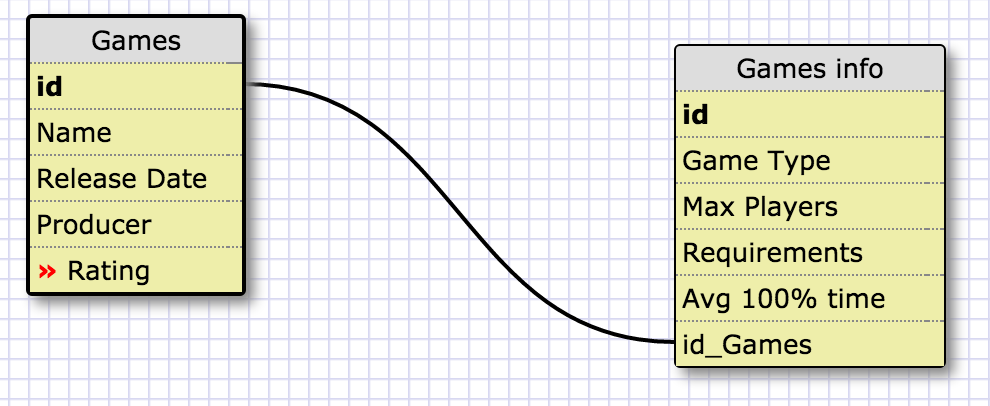 Games
id
Name
Release Date
Producer
» Rating
Games info
id
Game Type
Max Players
Requirements
Avg 100% time
id_Games